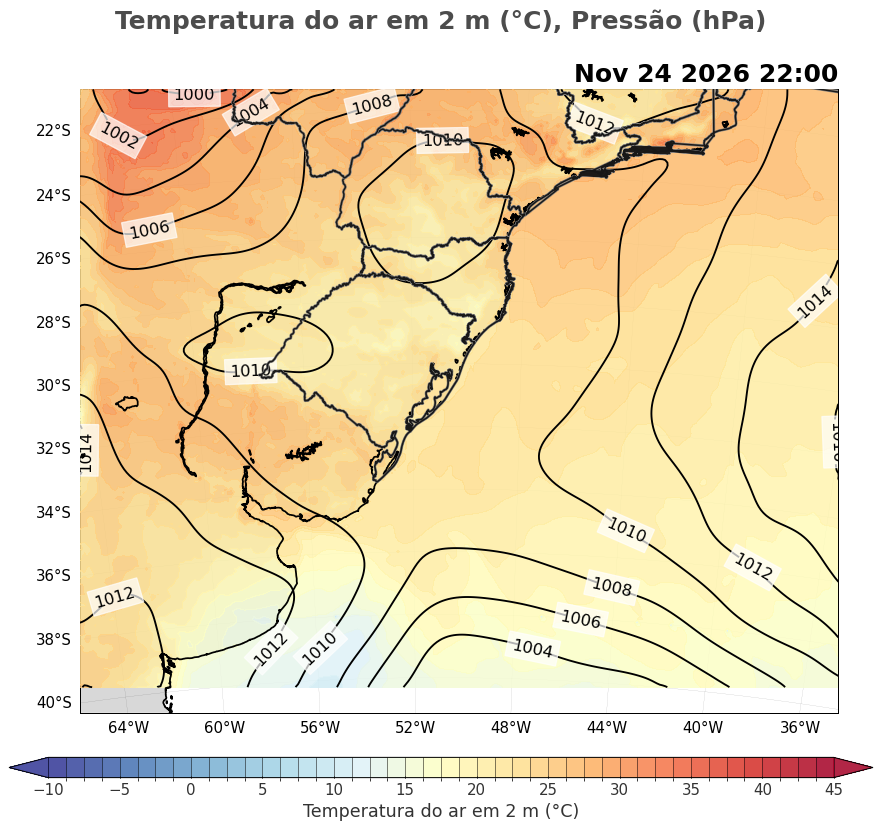 Temperatura do ar em 2 m (°C), Pressão (hPa)
Nov 24 2026 22:00
1000
1002
1004
1008
1012
1010
1006
1014
1010
1014
1010
1012
1012
1008
1006
1004
1012
1010
22°S
24°S
26°S
28°S
30°S
32°S
34°S
36°S
38°S
40°S
64°W 60°W 56°W 52°W 48°W 44°W 40°W 36°W
−10 −5 0 5 10 15 20 25 30 35 40 45
Temperatura do ar em 2 m (°C)